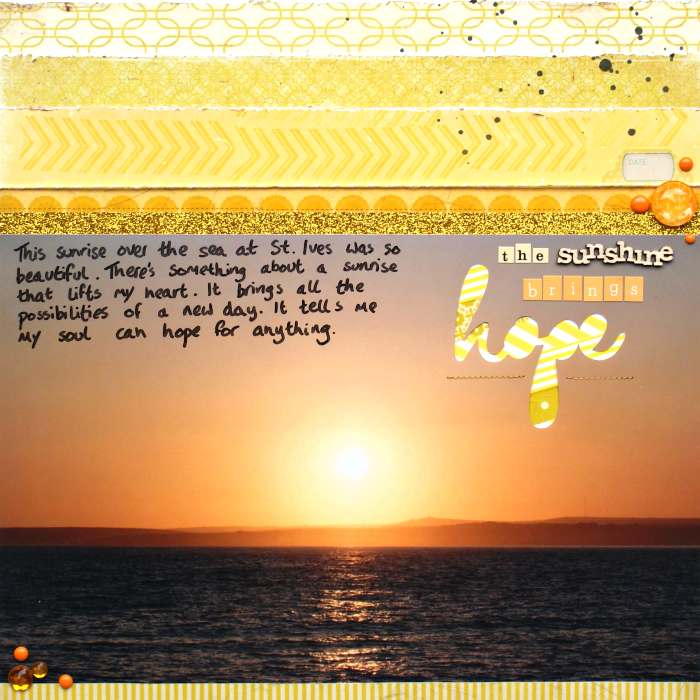 DATE:
This sunrise over the sea at St. Ives was so
beautiful. There's something about a sunrise
that lifts my heart. It brings all the
possibilities of a new day. It tells me
my soul can hope for anything.
the sunshine
brings
hope